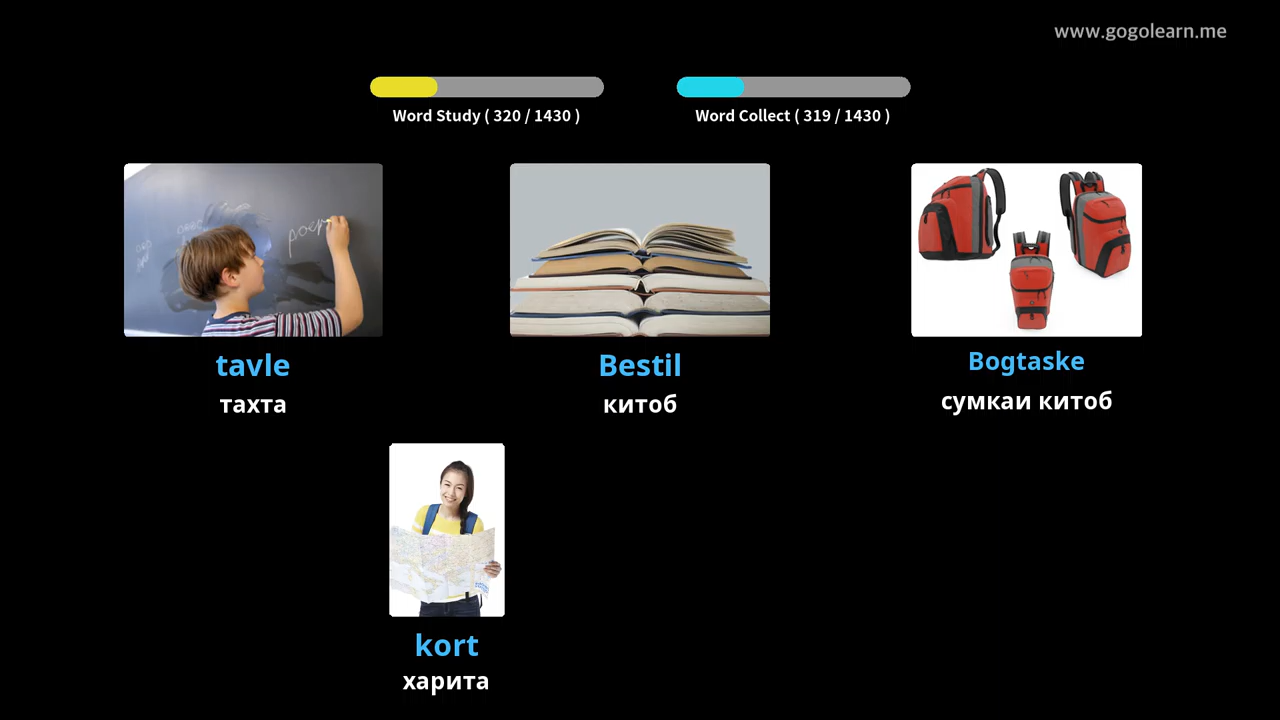 www.gogolearn.me
Word Study ( 320 / 1430 )
Word Collect ( 319 / 1430 )
poer
tavle
тахта
Bestil
китоб
Bogtaske
сумкаи китоб
kort
харита